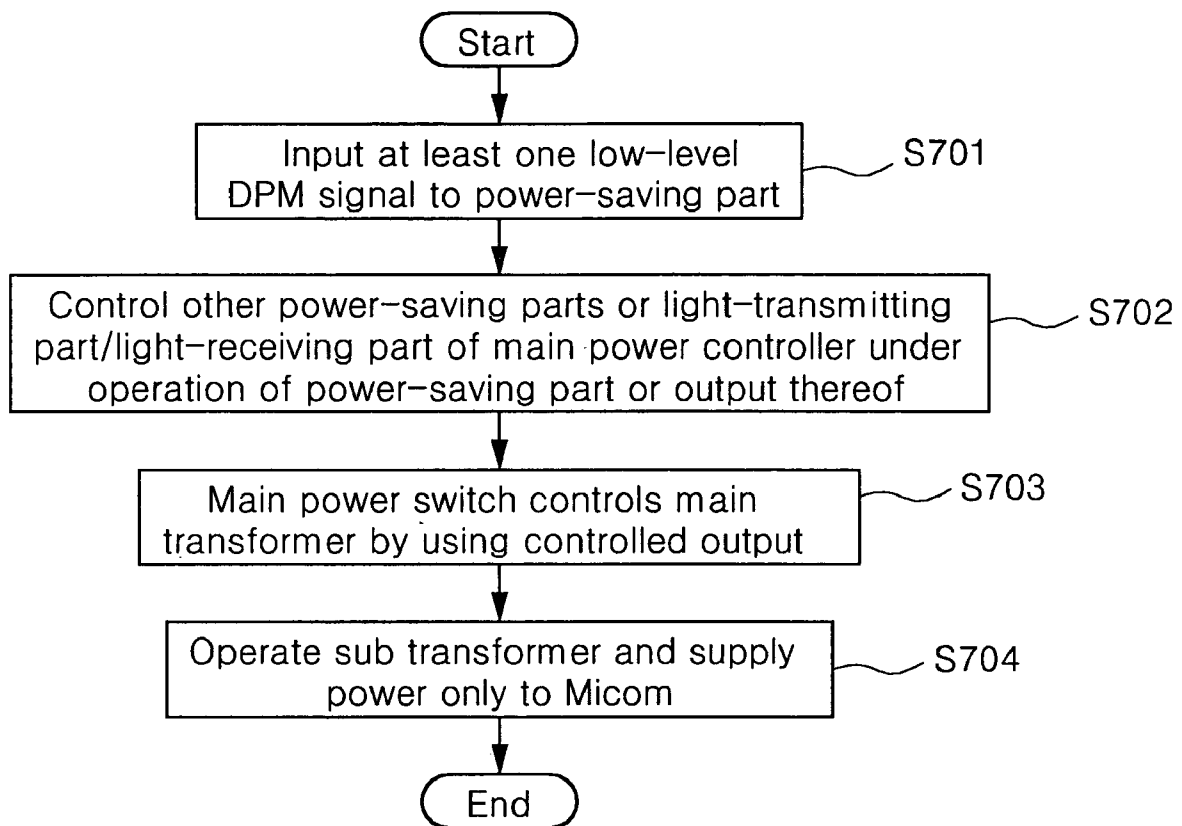 Start
Input at least one low-level
DPM signal to power-saving part
S701
Control other power-saving parts or light-transmitting
part/light-receiving part of main power controller under
operation of power-saving part or output thereof
S702
Main power switch controls main
transformer by using controlled output
S703
Operate sub transformer and supply
power only to Micom
S704
End